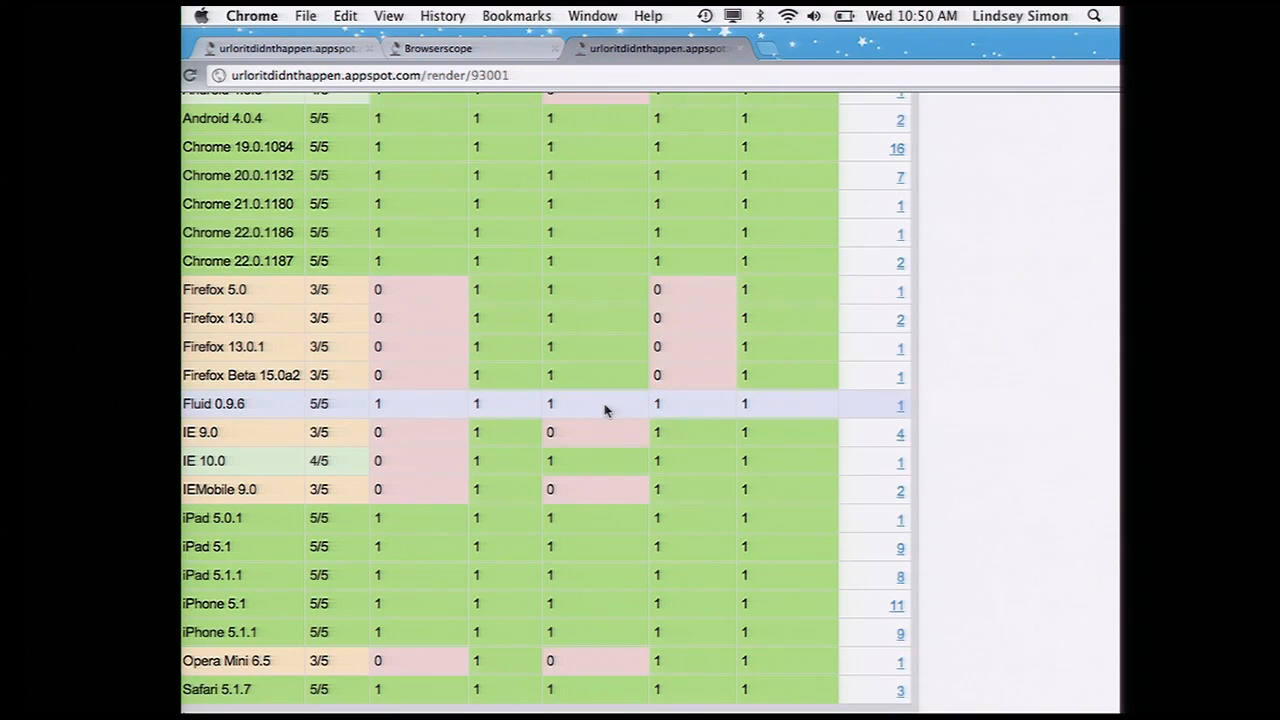 Chrome File Edit View History Bookmarks Window Help Wed 10:50 AM Lindsey Simon
urloritdidnthappen.appspot. Browserscope urloritdidnthappen.appspot.
urloritdidnthappen.appspot.com/render/93001
Android 4.0.4 5/5 1 1 1 1 1 2
Chrome 19.0.1084 5/5 1 1 1 1 1 16
Chrome 20.0.1132 5/5 1 1 1 1 1 7
Chrome 21.0.1180 5/5 1 1 1 1 1 1
Chrome 22.0.1186 5/5 1 1 1 1 1 1
Chrome 22.0.1187 5/5 1 1 1 1 1 2
Firefox 5.0 3/5 0 1 1 0 1 1
Firefox 13.0 3/5 0 1 1 0 1 2
Firefox 13.0.1 3/5 0 1 1 0 1 1
Firefox Beta 15.0a2 3/5 0 1 1 0 1 1
Fluid 0.9.6 5/5 1 1 1 1 1 1
IE 9.0 3/5 0 1 0 1 1 4
IE 10.0 4/5 0 1 1 1 1 1
IEMobile 9.0 3/5 0 1 0 1 1 2
iPad 5.0.1 5/5 1 1 1 1 1 1
iPad 5.1 5/5 1 1 1 1 1 9
iPad 5.1.1 5/5 1 1 1 1 1 8
iPhone 5.1 5/5 1 1 1 1 1 11
iPhone 5.1.1 5/5 1 1 1 1 1 9
Opera Mini 6.5 3/5 0 1 0 1 1 1
Safari 5.1.7 5/5 1 1 1 1 1 3